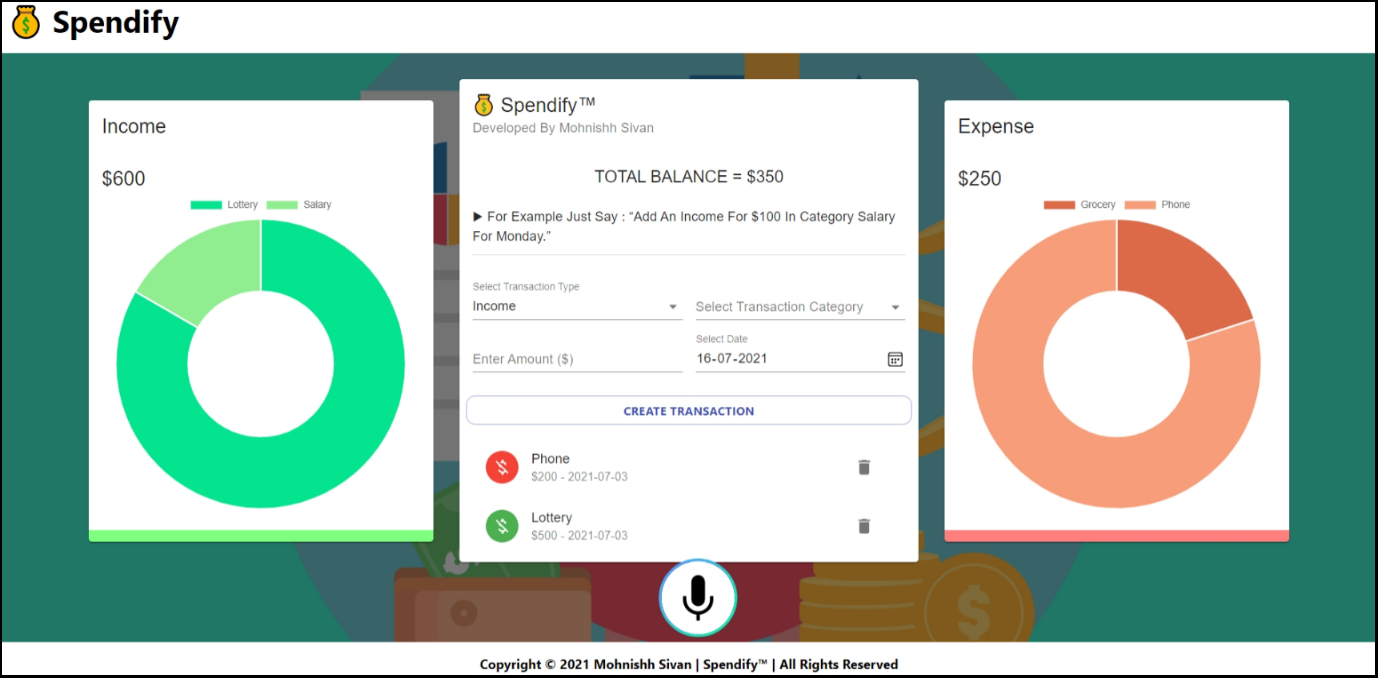 Spendify
Income
$600
Lottery Salary
Spendify™
Developed By Mohnishh Sivan
TOTAL BALANCE = $350
► For Example Just Say : "Add An Income For $100 In Category Salary
For Monday."
Select Transaction Type
Income
Select Transaction Category
Enter Amount ($)
Select Date
16-07-2021
CREATE TRANSACTION
Phone
$200 - 2021-07-03
Lottery
$500 - 2021-07-03
Expense
$250
Grocery Phone
Copyright © 2021 Mohnishh Sivan | Spendify™ | All Rights Reserved